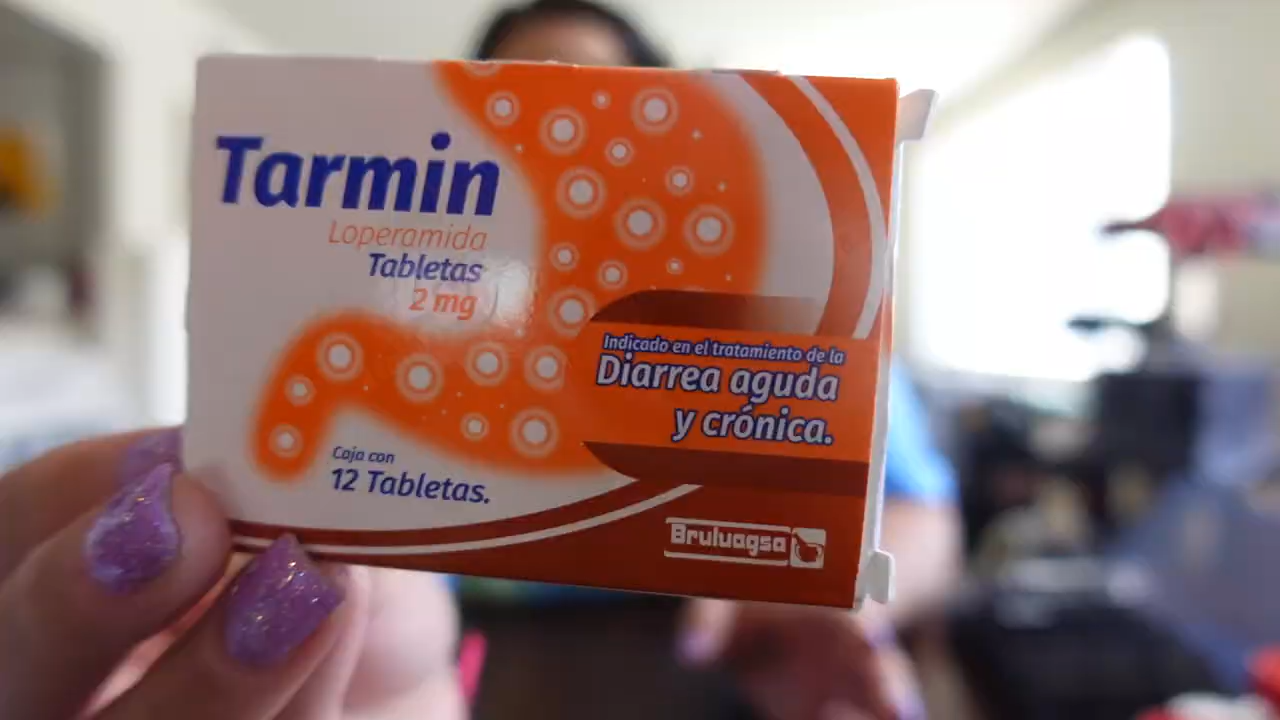 Tarmin
Loperamida
Tabletas
2 mg
Indicado en el tratamiento de la
Diarrea aguda
y crónica.
Caja con
12 Tabletas.
Bruluagsa